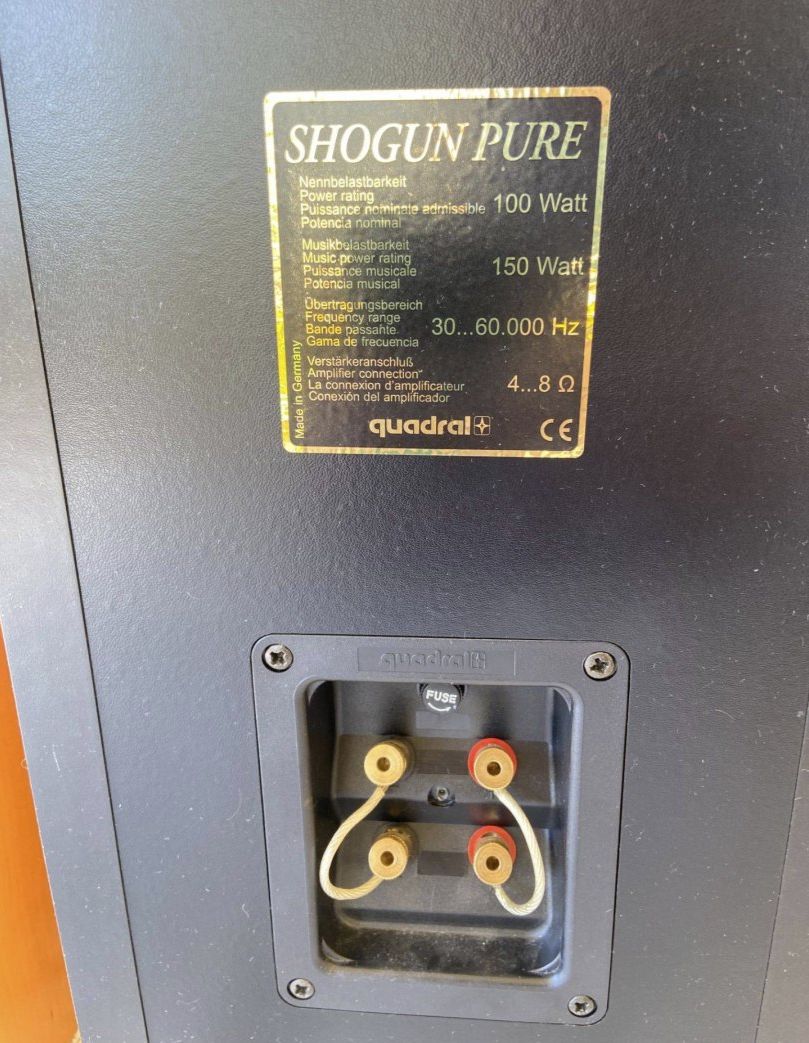 SHOGUN PURE
Nennbelastbarkeit
Power rating
Puissance nominate admissible 100 Watt
Potencia nominal
Musikbelastbarkeit
Music power rating
Puissance musicale 150 Watt
Potencia musical
Übertragungsbereich
Frequency range
Bande passante 30...60.000 Hz
Gama de frecuencia
Verstärkeranschluß
Amplifier connection
La connexion d'amplificateur 4...8 Ω
Conexión del amplificador
Made in Germany
quadral CE
quadral
FUSE